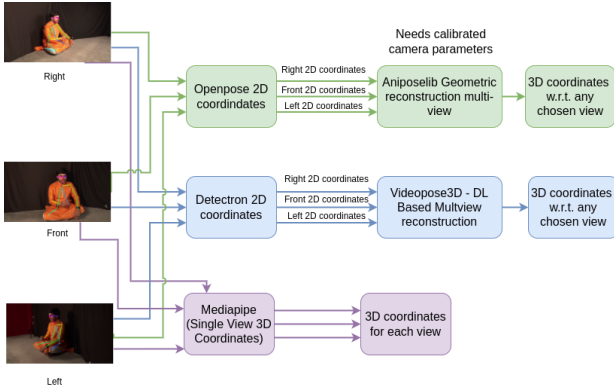 Needs calibrated
camera parameters
Right
Openpose 2D
coordindates
Right 2D coordinates
Front 2D coordinates
Left 2D coordinates
Aniposelib Geometric
reconstruction multi-
view
3D coordinates
w.r.t. any
chosen view
Front
Detectron 2D
coordinates
Right 2D coordinates
Front 2D coordinates
Left 2D coordinates
Videopose3D - DL
Based Multview
reconstruction
3D coordinates
w.r.t. any
chosen view
Left
Mediapipe
(Single View 3D
Coordinates)
3D coordinates
for each view